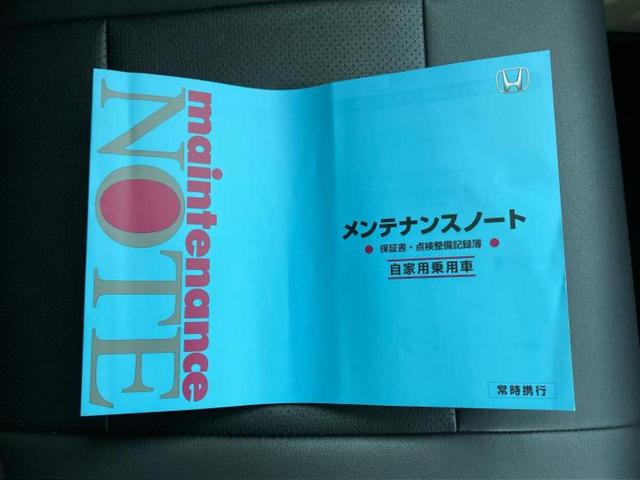 maintenance
NOTE
メンテナンスノート
● 保証書・点検整備記録簿 ●
自家用乗用車
常時携行